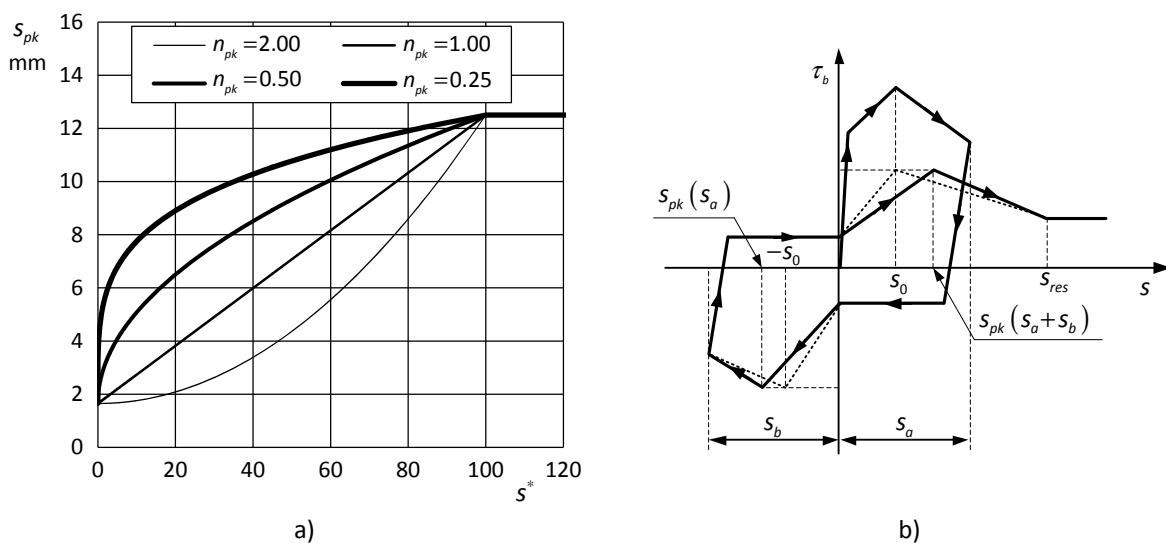 s_pk
mm
16
14
12
10
8
6
4
2
0
n_pk = 2.00
n_pk = 1.00
n_pk = 0.50
n_pk = 0.25
0 20 40 60 80 100 120
s*
a)
τ_b
s_pk(s_a)
−s_0
s_0
s_res
s
s_pk(s_a+s_b)
s_b
s_a
b)